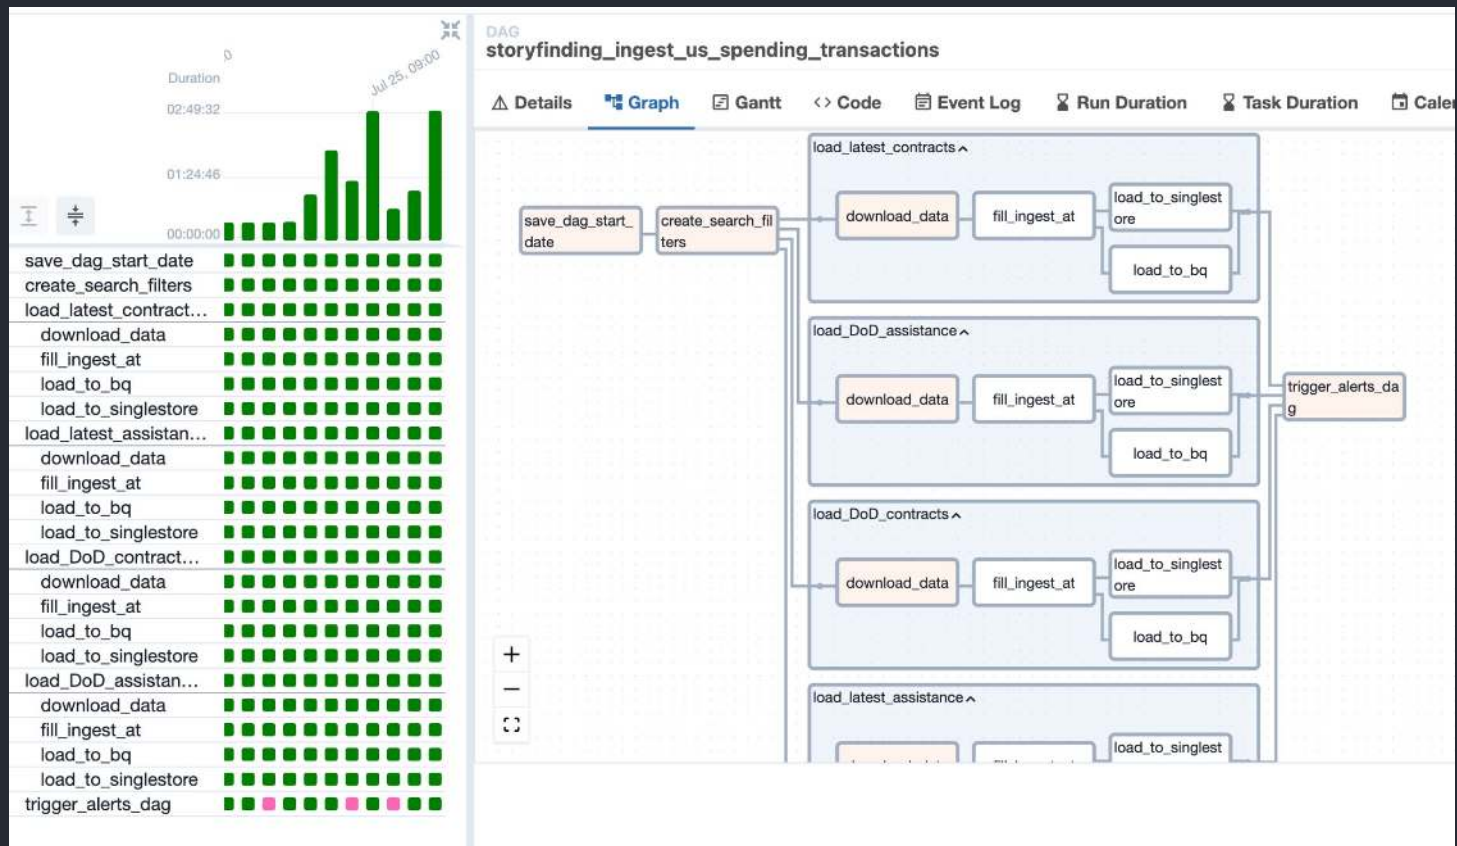 DAG
storyfinding_ingest_us_spending_transactions
Details Graph Gantt Code Event Log Run Duration Task Duration Caler
0
Jul 25, 09:00
Duration
02:49:32
01:24:46
00:00:00
save_dag_start_date
create_search_filters
load_latest_contract...
download_data
fill_ingest_at
load_to_bq
load_to_singlestore
load_latest_assistan...
download_data
fill_ingest_at
load_to_bq
load_to_singlestore
load_DoD_contract...
download_data
fill_ingest_at
load_to_bq
load_to_singlestore
load_DoD_assistan...
download_data
fill_ingest_at
load_to_bq
load_to_singlestore
trigger_alerts_dag
save_dag_start_
date
create_search_fil
ters
load_latest_contracts
download_data
fill_ingest_at
load_to_singlest
ore
load_to_bq
load_DoD_assistance
download_data
fill_ingest_at
load_to_singlest
ore
load_to_bq
load_DoD_contracts
download_data
fill_ingest_at
load_to_singlest
ore
load_to_bq
load_latest_assistance
load_to_singlest
trigger_alerts_da
g